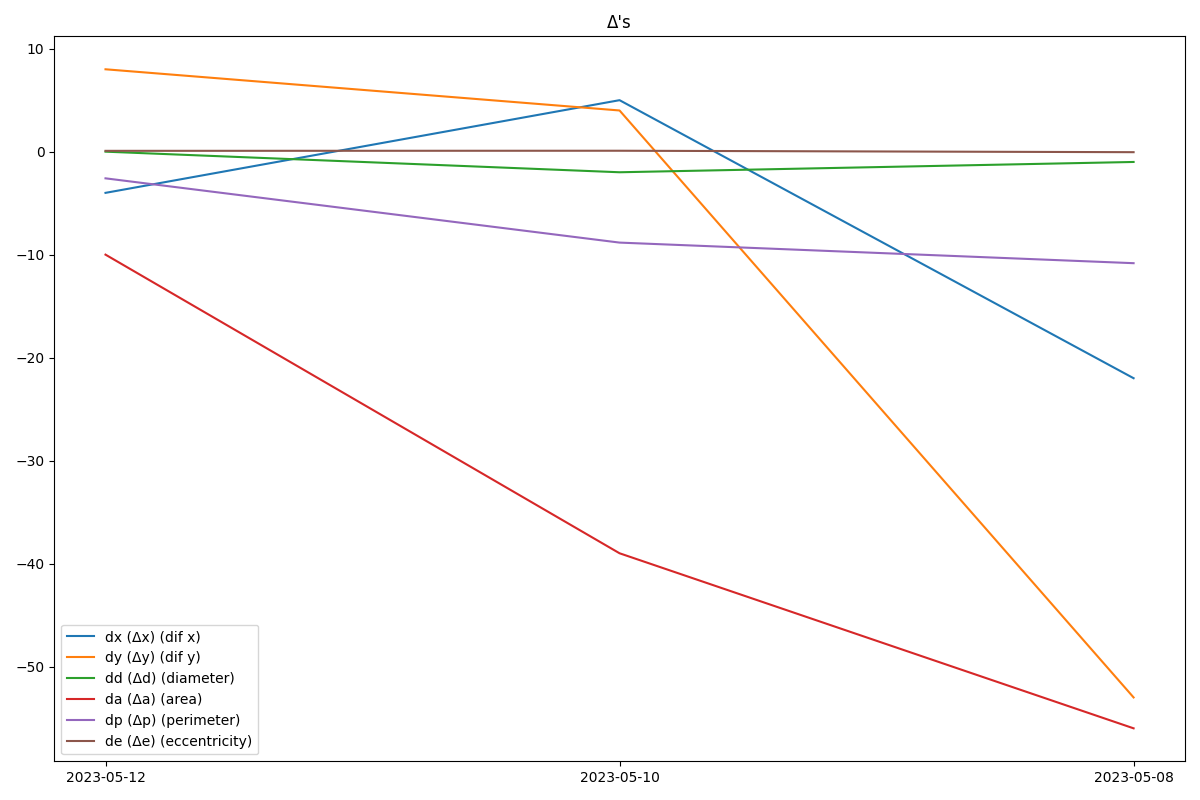 Δ's
10
0
−10
−20
−30
−40
−50
dx (Δx) (dif x)
dy (Δy) (dif y)
dd (Δd) (diameter)
da (Δa) (area)
dp (Δp) (perimeter)
de (Δe) (eccentricity)
2023-05-12
2023-05-10
2023-05-08